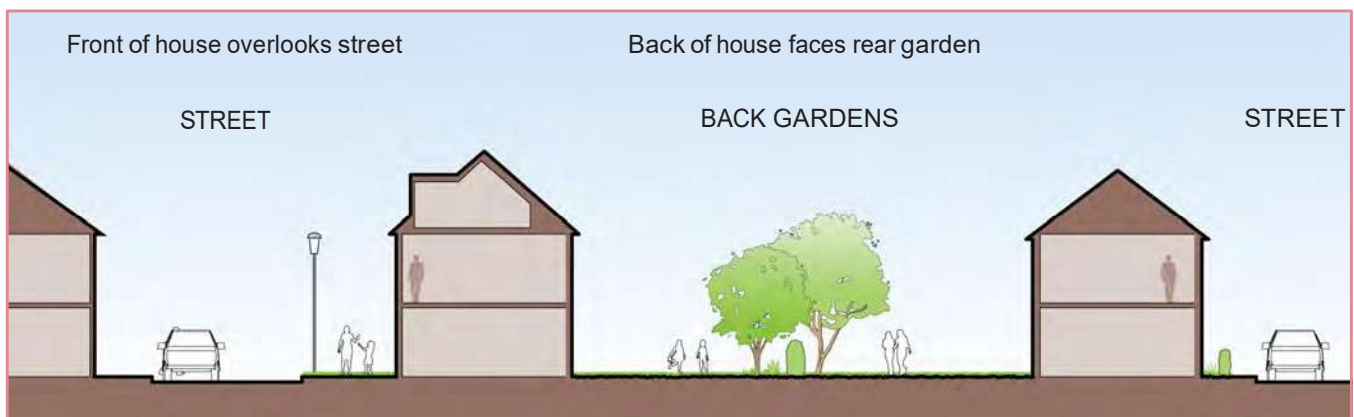 Front of house overlooks street
Back of house faces rear garden
STREET
BACK GARDENS
STREET